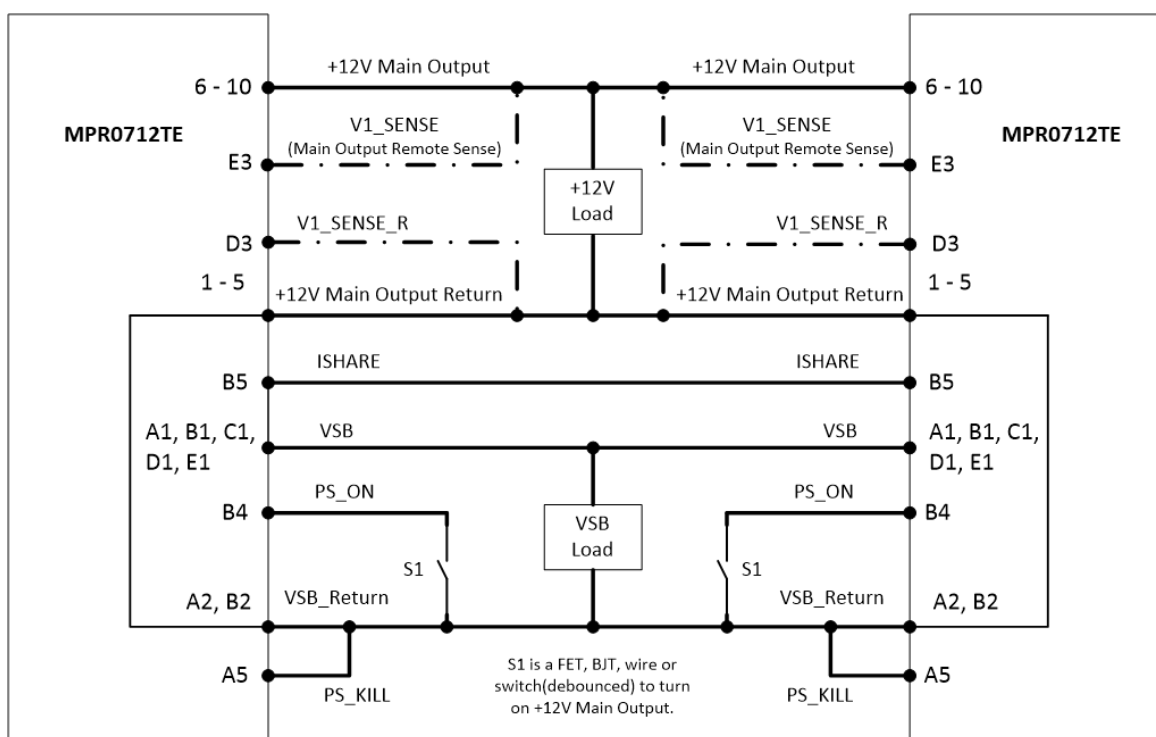 +12V Main Output +12V Main Output
6 - 10 6 - 10
MPR0712TE MPR0712TE
V1_SENSE V1_SENSE
(Main Output Remote Sense) (Main Output Remote Sense)
E3 E3
+12V
Load
V1_SENSE_R V1_SENSE_R
D3 D3
1 - 5 1 - 5
+12V Main Output Return +12V Main Output Return
ISHARE ISHARE
B5 B5
A1, B1, C1, VSB VSB A1, B1, C1,
D1, E1 D1, E1
PS_ON PS_ON
B4 B4
VSB
Load
S1 S1
A2, B2 VSB_Return VSB_Return A2, B2
A5 A5
PS_KILL PS_KILL
S1 is a FET, BJT, wire or
switch(debounced) to turn
on +12V Main Output.